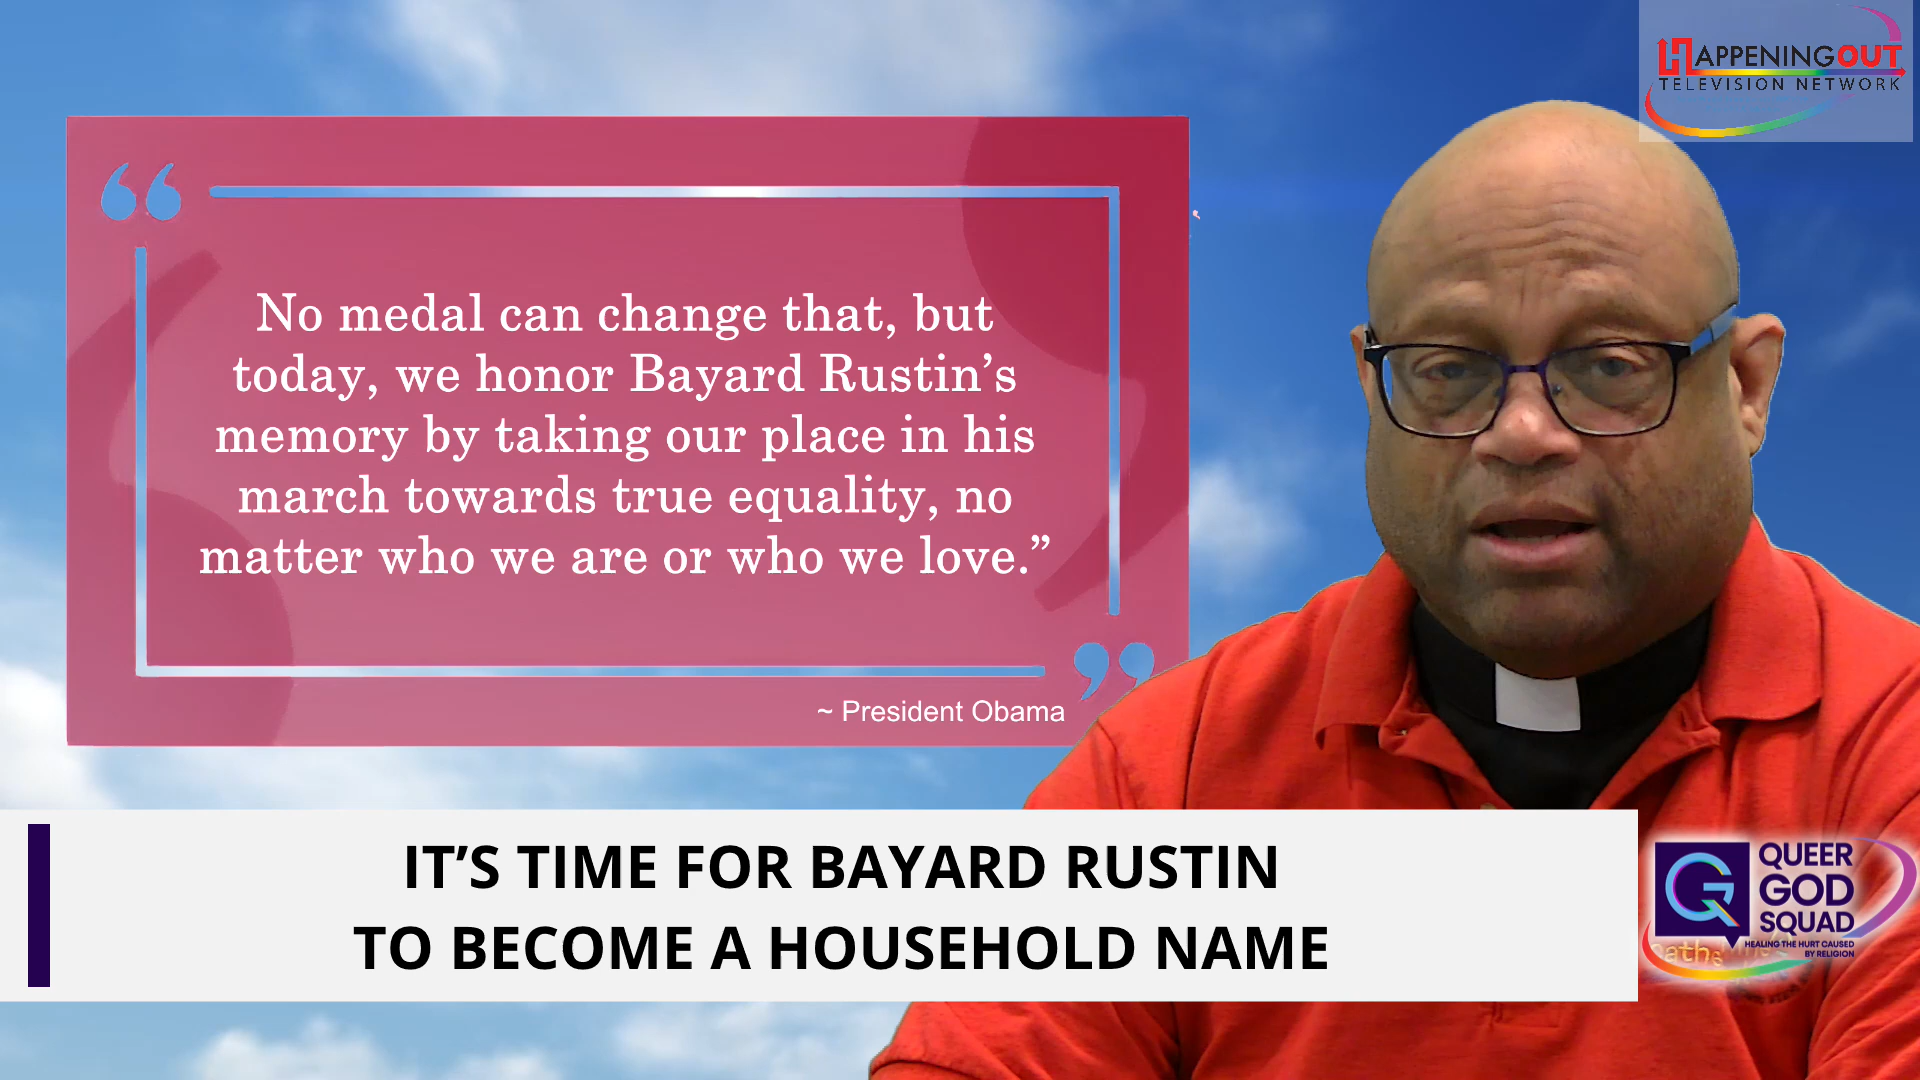 HAPPENINGOUT
TELEVISION NETWORK
“
No medal can change that, but
today, we honor Bayard Rustin’s
memory by taking our place in his
march towards true equality, no
matter who we are or who we love.”
”
~ President Obama
IT’S TIME FOR BAYARD RUSTIN
TO BECOME A HOUSEHOLD NAME
QUEER
GOD
SQUAD
HEALING THE HURT CAUSED
BY RELIGION